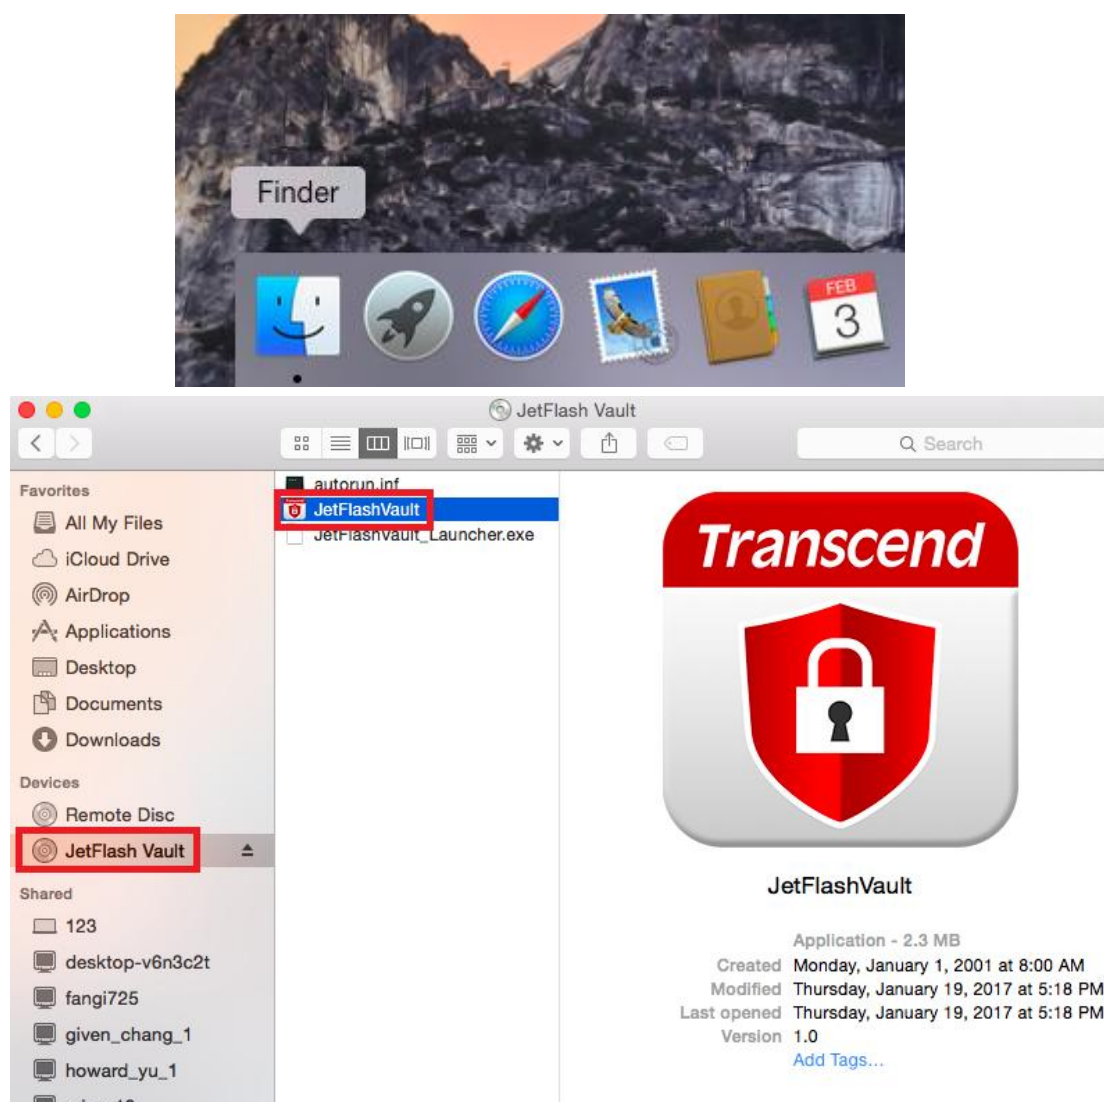 Finder
FEB
3
JetFlash Vault
Search
Favorites
All My Files
iCloud Drive
AirDrop
Applications
Desktop
Documents
Downloads
Devices
Remote Disc
JetFlash Vault
Shared
123
desktop-v6n3c2t
fangi725
given_chang_1
howard_yu_1
autorun.inf
JetFlashVault
JetFlashVault_Launcher.exe
Transcend
JetFlashVault
Application - 2.3 MB
Created Monday, January 1, 2001 at 8:00 AM
Modified Thursday, January 19, 2017 at 5:18 PM
Last opened Thursday, January 19, 2017 at 5:18 PM
Version 1.0
Add Tags...